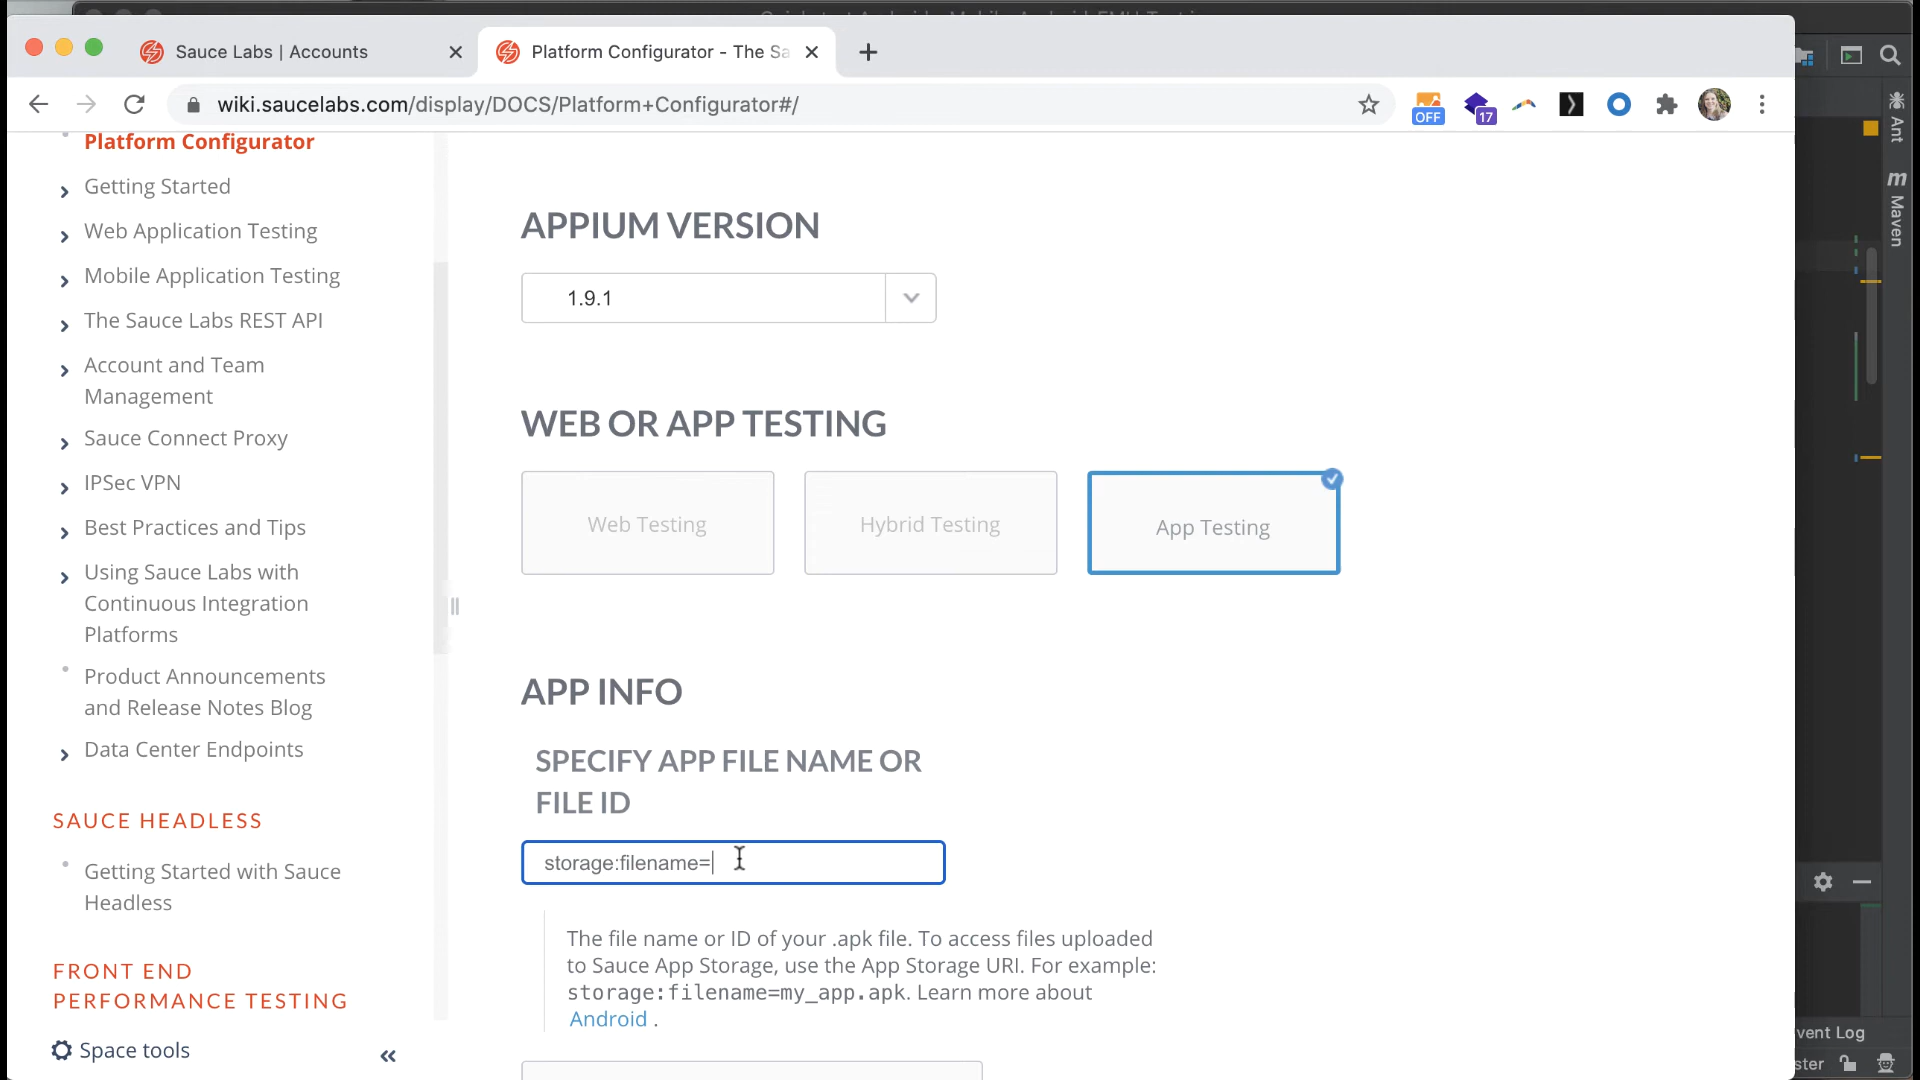 Sauce Labs | Accounts
Platform Configurator - The Sa
wiki.saucelabs.com/display/DOCS/Platform+Configurator#/
OFF
17
Ant
m
Maven
Platform Configurator
Getting Started
Web Application Testing
Mobile Application Testing
The Sauce Labs REST API
Account and Team
Management
Sauce Connect Proxy
IPSec VPN
Best Practices and Tips
Using Sauce Labs with
Continuous Integration
Platforms
Product Announcements
and Release Notes Blog
Data Center Endpoints
SAUCE HEADLESS
Getting Started with Sauce
Headless
FRONT END
PERFORMANCE TESTING
Space tools
APPIUM VERSION
1.9.1
WEB OR APP TESTING
Web Testing
Hybrid Testing
App Testing
APP INFO
SPECIFY APP FILE NAME OR
FILE ID
storage:filename=
The file name or ID of your .apk file. To access files uploaded
to Sauce App Storage, use the App Storage URI. For example:
storage:filename=my_app.apk. Learn more about
Android .
vent Log
ster